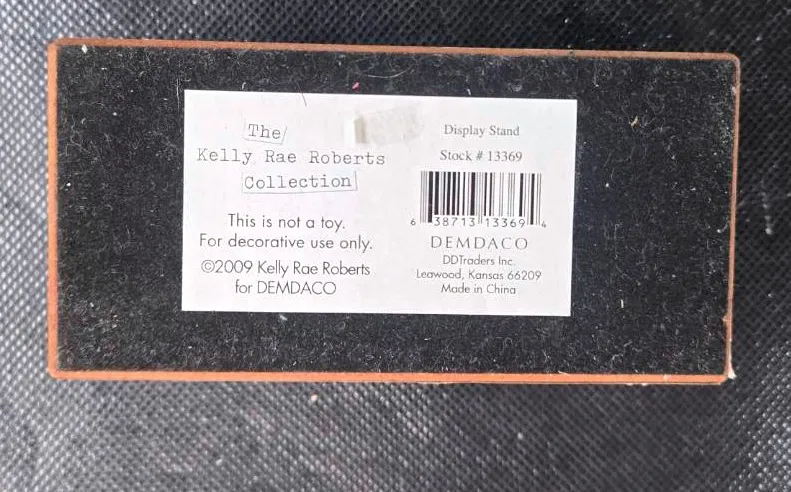 The
Kelly Rae Roberts
Collection
This is not a toy.
For decorative use only.
©2009 Kelly Rae Roberts
for DEMDACO
Display Stand
Stock # 13369
6 38713 13369 4
DEMDACO
DDTraders Inc.
Leawood, Kansas 66209
Made in China